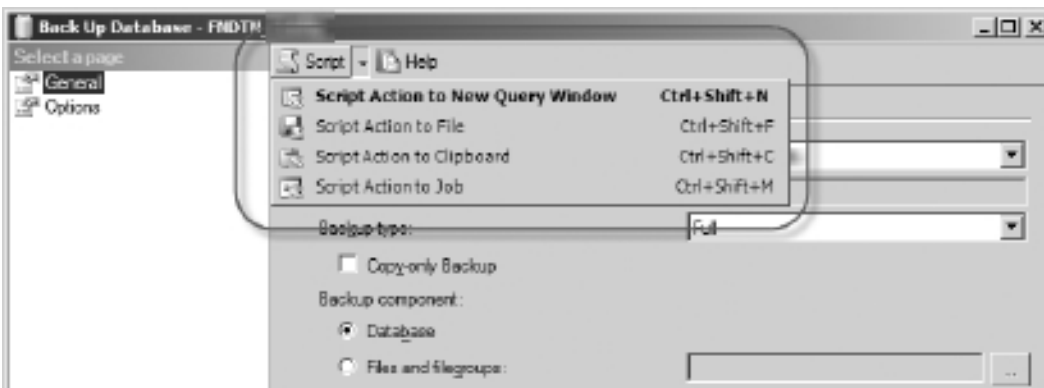 Back Up Database - FNDTM_
Select a page
General
Options
Script Help
Script Action to New Query Window Ctrl+Shift+N
Script Action to File Ctrl+Shift+F
Script Action to Clipboard Ctrl+Shift+C
Script Action to Job Ctrl+Shift+M
Backup type: Full
Copy-only Backup
Backup component:
Database
Files and filegroups: ...